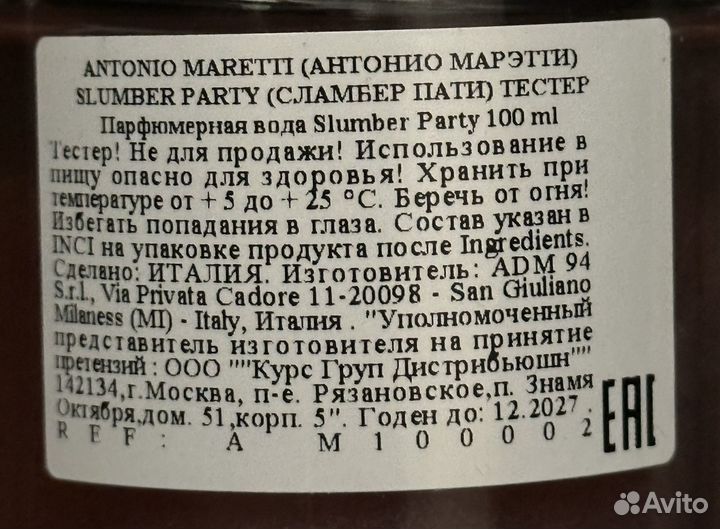 ANTONIO MARETTI (АНТОНИО МАРЭТТИ)
SLUMBER PARTY (СЛАМБЕР ПАТИ) ТЕСТЕР
Парфюмерная вода Slumber Party 100 ml
Тестер! Не для продажи! Использование в
пищу опасно для здоровья! Хранить при
температуре от + 5 до + 25 °C. Беречь от огня!
Избегать попадания в глаза. Состав указан в
INCI на упаковке продукта после Ingredients.
Сделано: ИТАЛИЯ. Изготовитель: ADM 94
S.r.l., Via Privata Cadore 11-20098 - San Giuliano
Milaness (MI) - Italy, Италия . "Уполномоченный
представитель изготовителя на принятие
претензий : ООО ""Курс Груп Дистрибьюшн""
142134,г.Москва, п-е. Рязановское,п. Знамя
Октября,дом. 51,корп. 5". Годен до: 12.2027 .
REF: AM100002
EAC
Avito